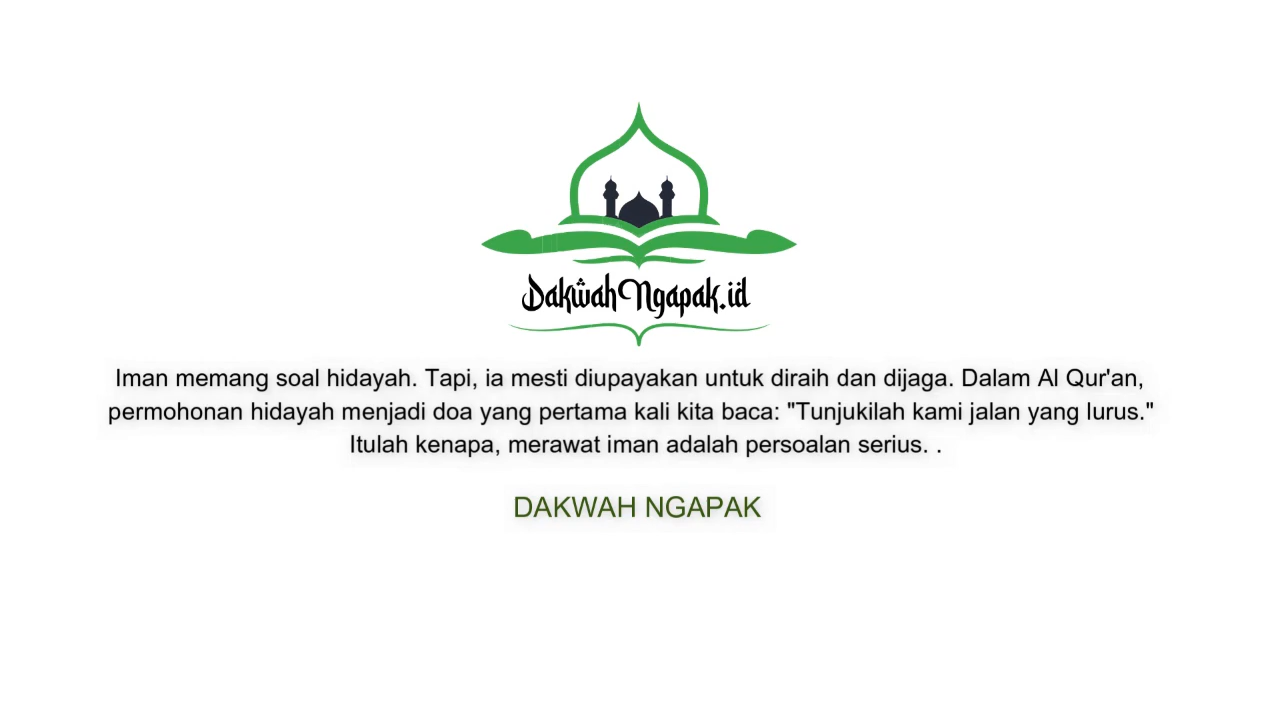 DakwahNgapak.id
Iman memang soal hidayah. Tapi, ia mesti diupayakan untuk diraih dan dijaga. Dalam Al Qur'an,
permohonan hidayah menjadi doa yang pertama kali kita baca: "Tunjukilah kami jalan yang lurus."
Itulah kenapa, merawat iman adalah persoalan serius. .
DAKWAH NGAPAK